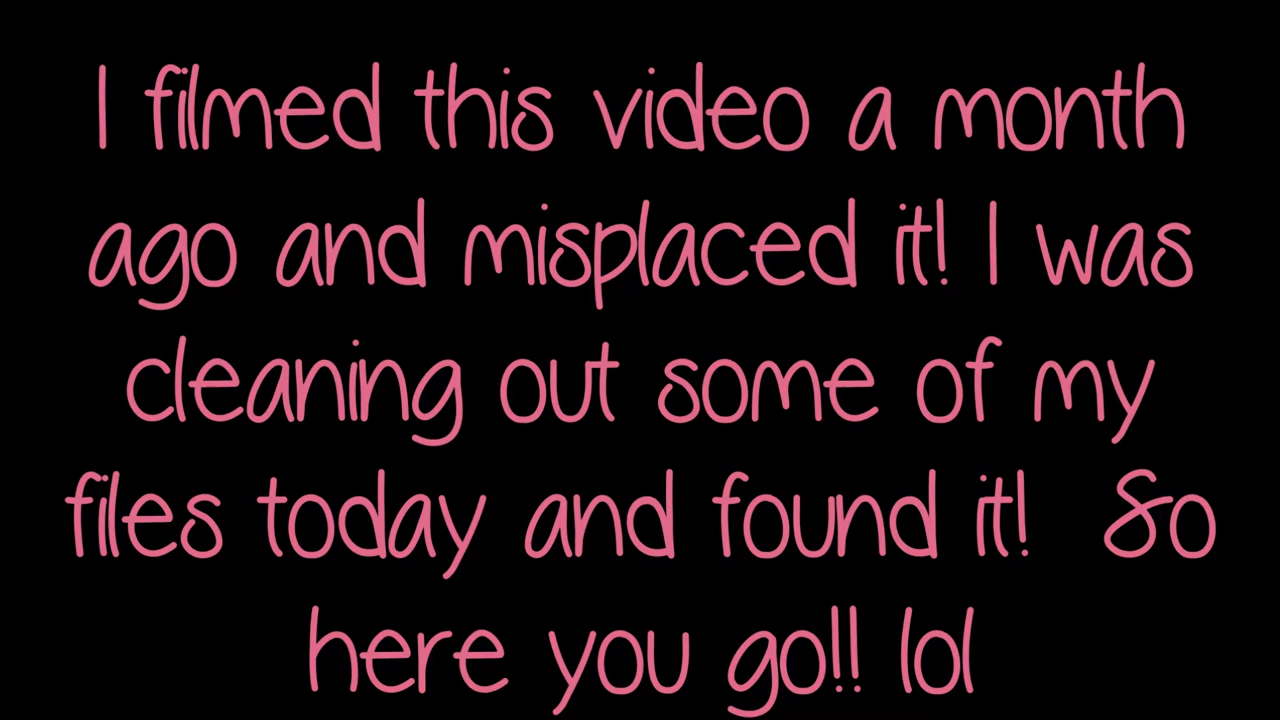 I filmed this video a month
ago and misplaced it! I was
cleaning out some of my
files today and found it!  So
here you go!! lol